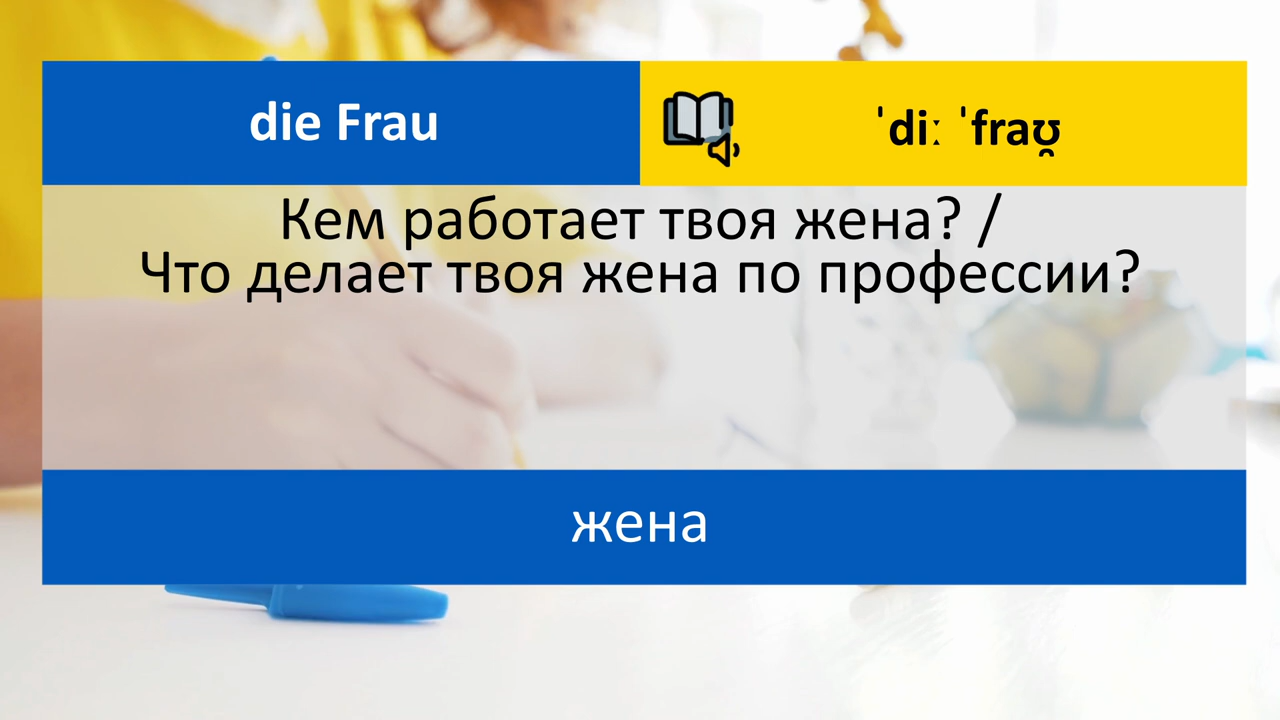 die Frau
ˈdiː ˈfraʊ̯
Кем работает твоя жена? /
Что делает твоя жена по профессии?
жена